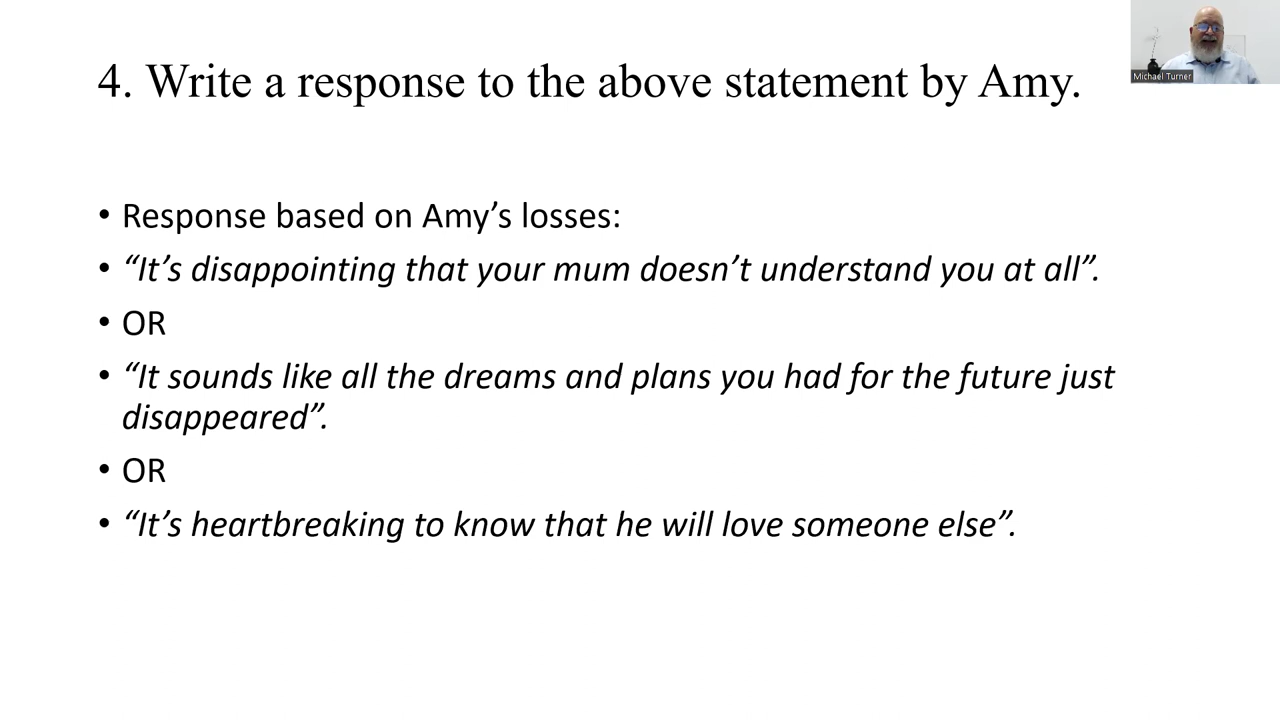 4. Write a response to the above statement by Amy.
Michael Turner
• Response based on Amy’s losses:
• “It’s disappointing that your mum doesn’t understand you at all”.
• OR
• “It sounds like all the dreams and plans you had for the future just
disappeared”.
• OR
• “It’s heartbreaking to know that he will love someone else”.